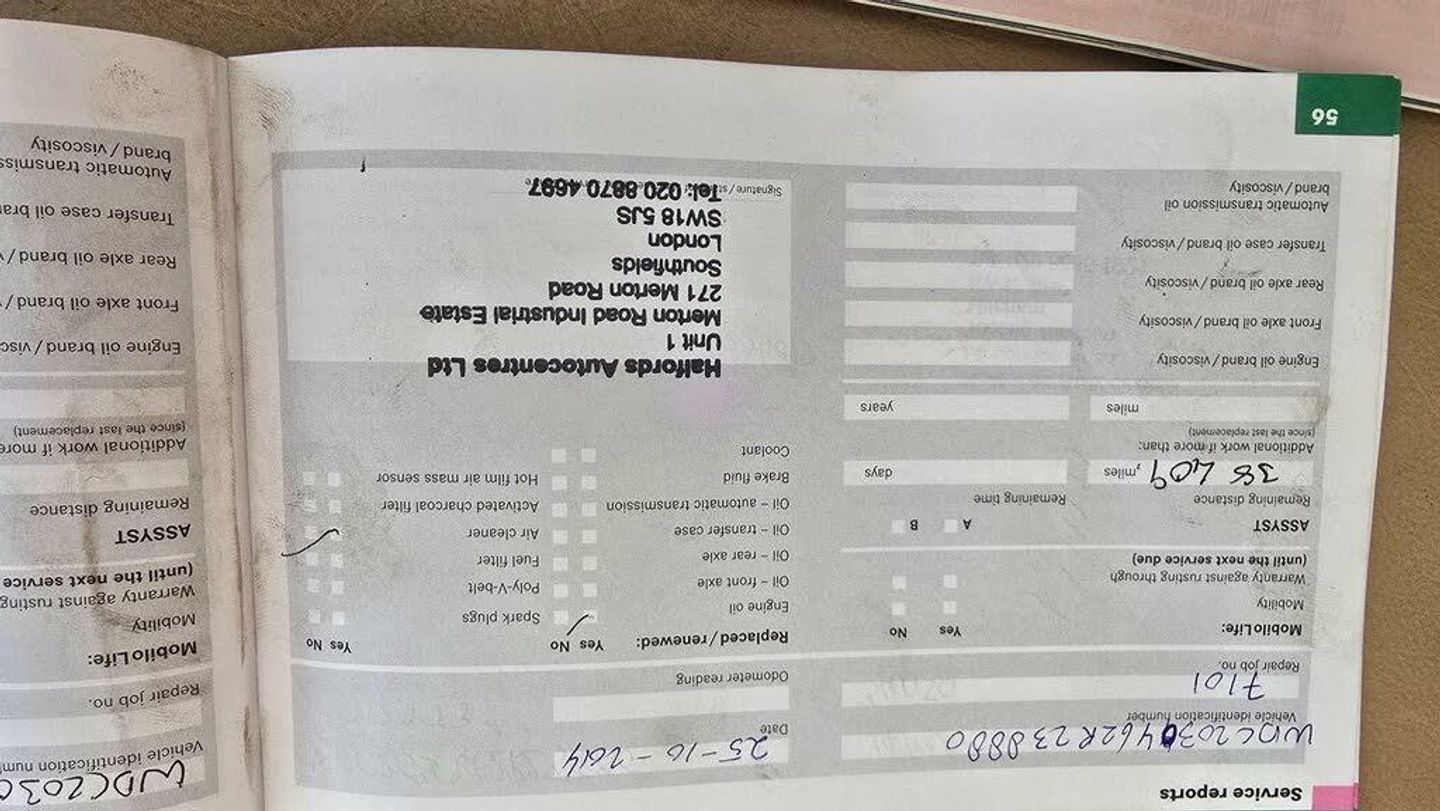 Service reports
WDC2030462R238880
Vehicle identification number
7101
Repair job no.
MobiloLife:
Yes No
Mobility
Warranty against rusting through
(until the next service due)
ASSYST
A B
Remaining distance
miles
Remaining time
days
Additional work if more than:
(since the last replacement)
miles
years
Engine oil brand / viscosity
Front axle oil brand / viscosity
Rear axle oil brand / viscosity
Transfer case oil brand / viscosity
Automatic transmission oil
brand / viscosity
56
25-10-2014
Date
Odometer reading
Replaced / renewed:
Yes No
Yes No
Engine oil
Oil – front axle
Oil – rear axle
Oil – transfer case
Oil – automatic transmission
Brake fluid
Coolant
Spark plugs
Poly-V-belt
Fuel filter
Air cleaner
Activated charcoal filter
Hot film air mass sensor
Halfords Autocentres Ltd
Unit 1
Merton Road Industrial Estate
271 Merton Road
Southfields
London
SW18 5JS
Tel: 020 8870 4697
Signature / st
WDC2030
Vehicle identification num
Repair job no.
MobiloLife:
Mobility
Warranty against rusting
(until the next service
ASSYST
Remaining distance
Additional work if more
(since the last replacement)
Engine oil brand / visc
Front axle oil brand /
Rear axle oil brand /
Transfer case oil bra
Automatic transmiss
brand / viscosity